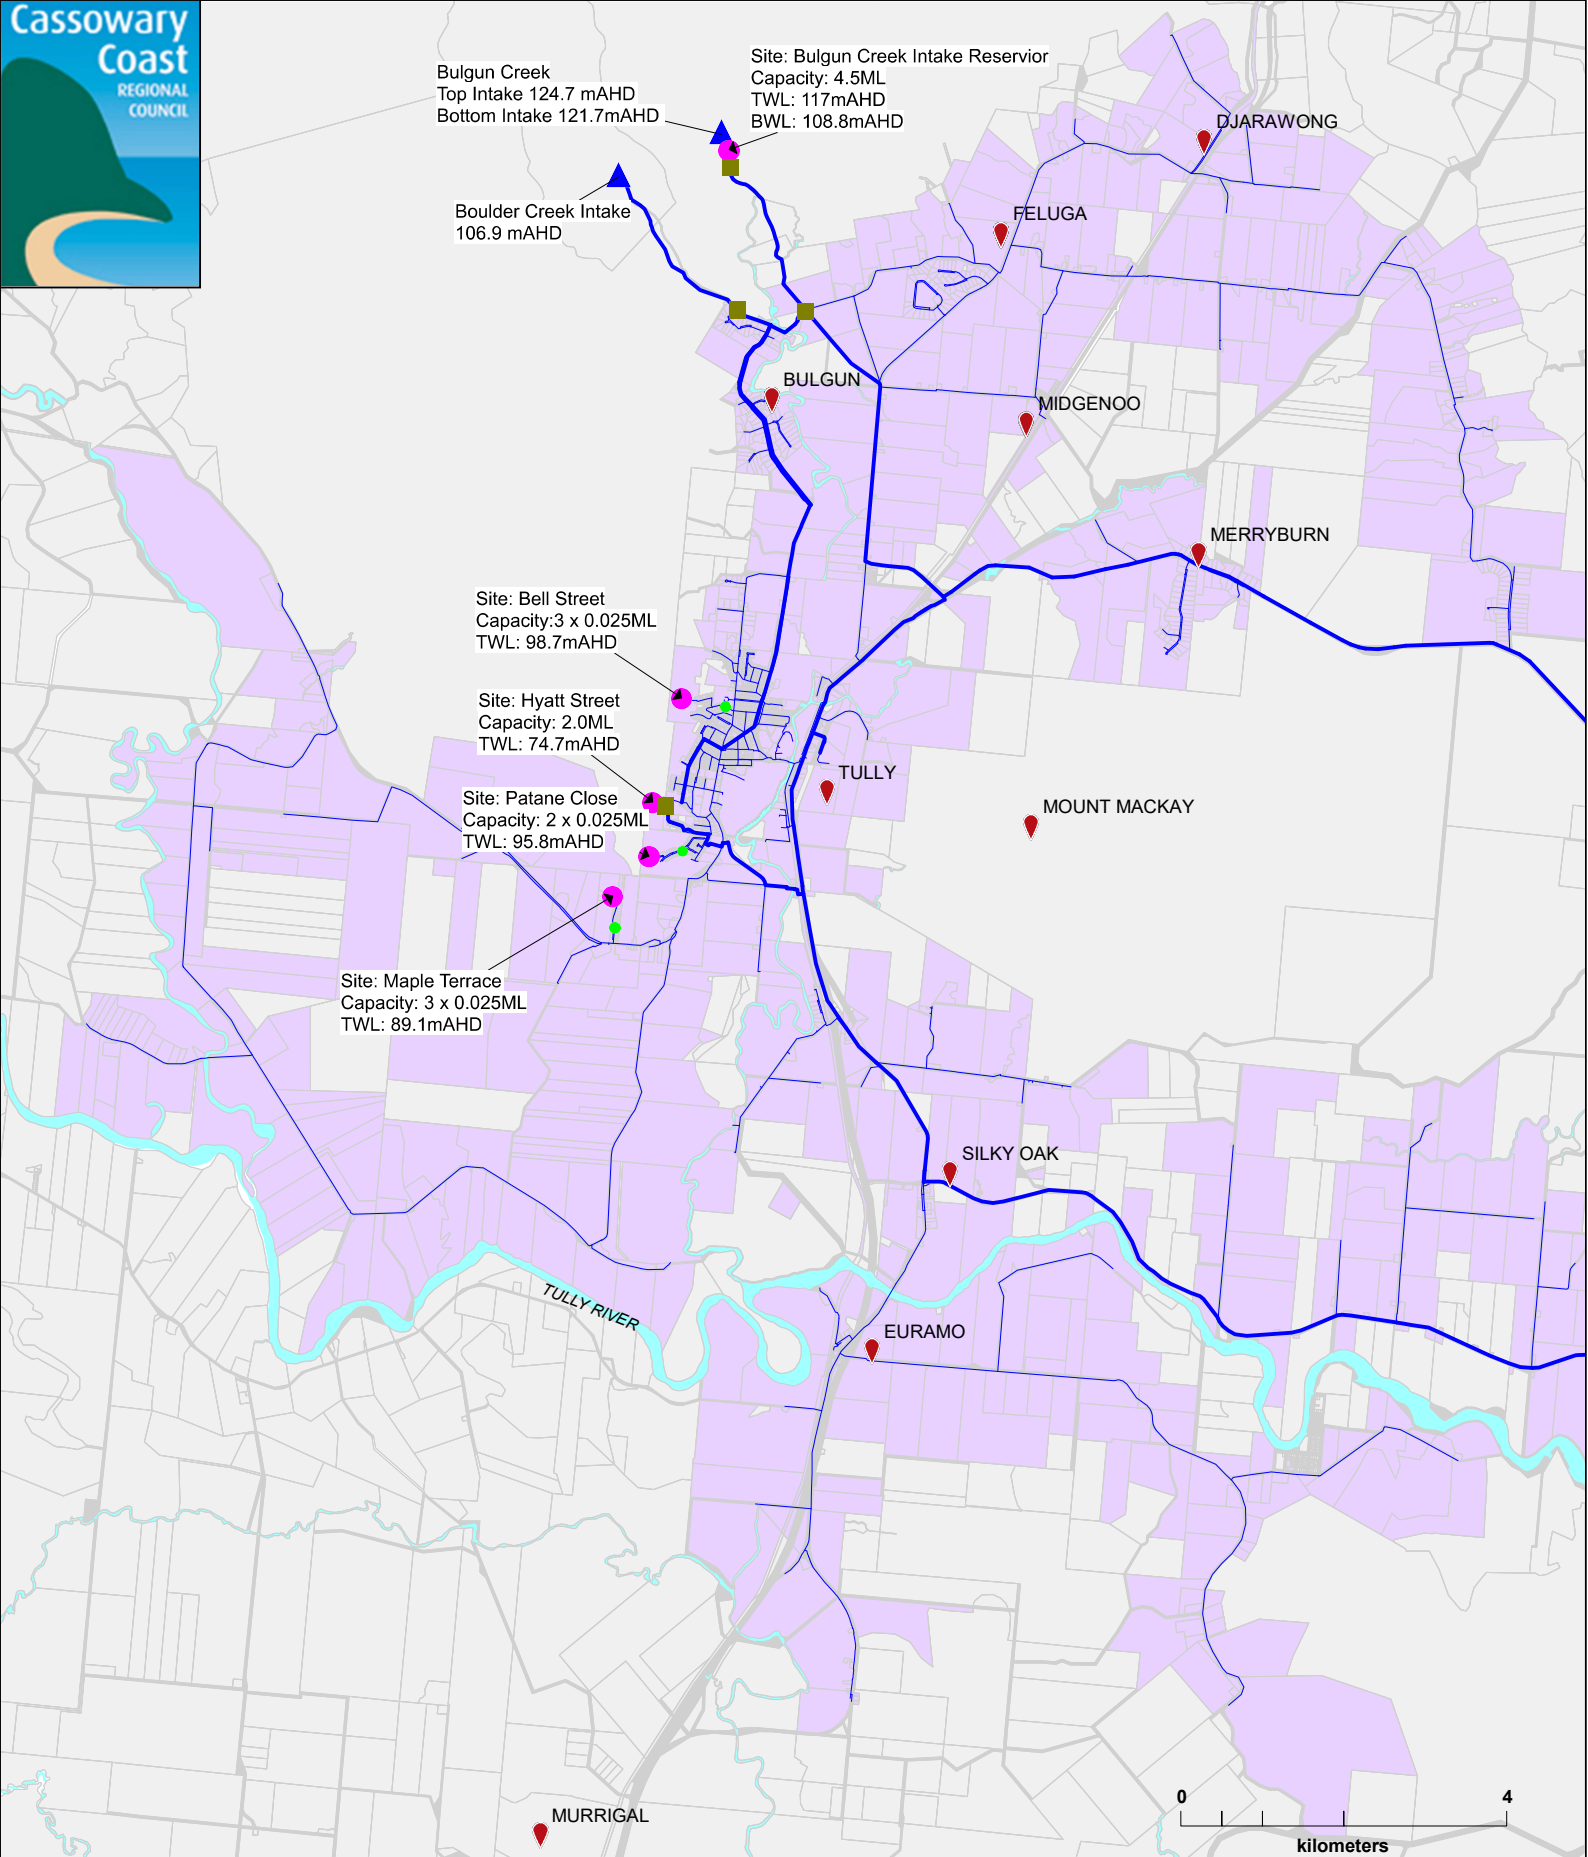 Cassowary
Coast
REGIONAL
COUNCIL
Bulgun Creek
Top Intake 124.7 mAHD
Bottom Intake 121.7mAHD
Site: Bulgun Creek Intake Reservior
Capacity: 4.5ML
TWL: 117mAHD
BWL: 108.8mAHD
DJARAWONG
Boulder Creek Intake
106.9 mAHD
FELUGA
BULGUN
MIDGENOO
MERRYBURN
Site: Bell Street
Capacity:3 x 0.025ML
TWL: 98.7mAHD
Site: Hyatt Street
Capacity: 2.0ML
TWL: 74.7mAHD
TULLY
Site: Patane Close
Capacity: 2 x 0.025ML
TWL: 95.8mAHD
MOUNT MACKAY
Site: Maple Terrace
Capacity: 3 x 0.025ML
TWL: 89.1mAHD
SILKY OAK
TULLY RIVER
EURAMO
MURRIGAL
0 4
kilometers